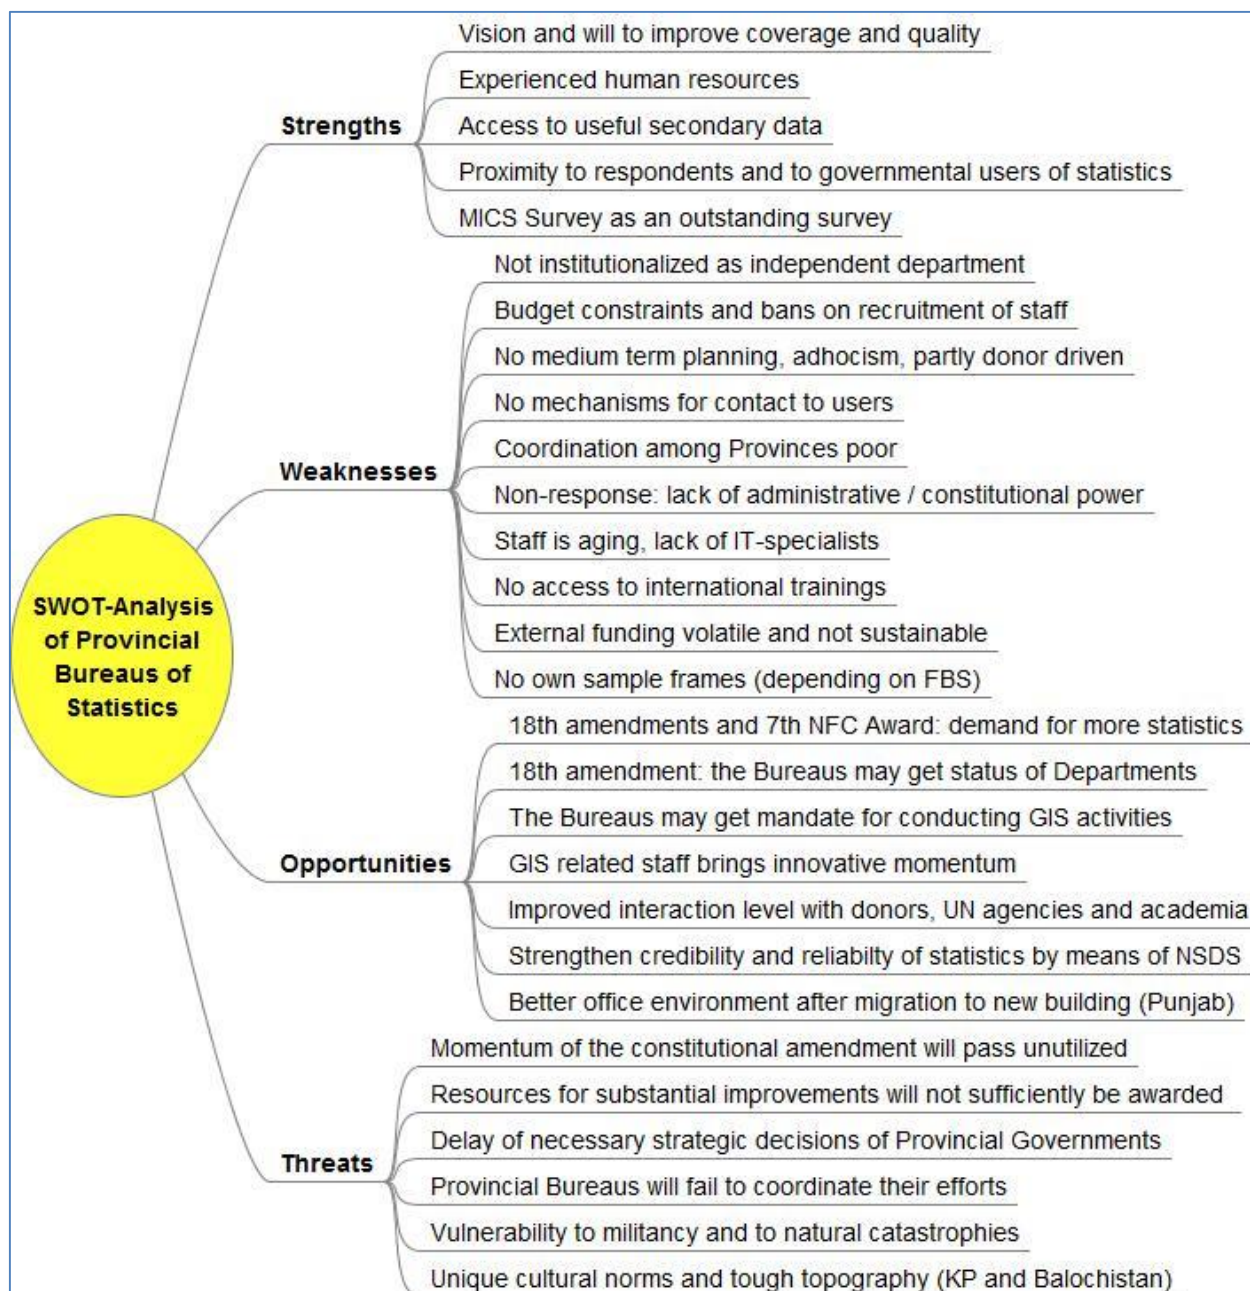 SWOT-Analysis
of Provincial
Bureaus of
Statistics
Strengths
Vision and will to improve coverage and quality
Experienced human resources
Access to useful secondary data
Proximity to respondents and to governmental users of statistics
MICS Survey as an outstanding survey
Weaknesses
Not institutionalized as independent department
Budget constraints and bans on recruitment of staff
No medium term planning, adhocism, partly donor driven
No mechanisms for contact to users
Coordination among Provinces poor
Non-response: lack of administrative / constitutional power
Staff is aging, lack of IT-specialists
No access to international trainings
External funding volatile and not sustainable
No own sample frames (depending on FBS)
Opportunities
18th amendments and 7th NFC Award: demand for more statistics
18th amendment: the Bureaus may get status of Departments
The Bureaus may get mandate for conducting GIS activities
GIS related staff brings innovative momentum
Improved interaction level with donors, UN agencies and academia
Strengthen credibility and reliabilty of statistics by means of NSDS
Better office environment after migration to new building (Punjab)
Threats
Momentum of the constitutional amendment will pass unutilized
Resources for substantial improvements will not sufficiently be awarded
Delay of necessary strategic decisions of Provincial Governments
Provincial Bureaus will fail to coordinate their efforts
Vulnerability to militancy and to natural catastrophies
Unique cultural norms and tough topography (KP and Balochistan)